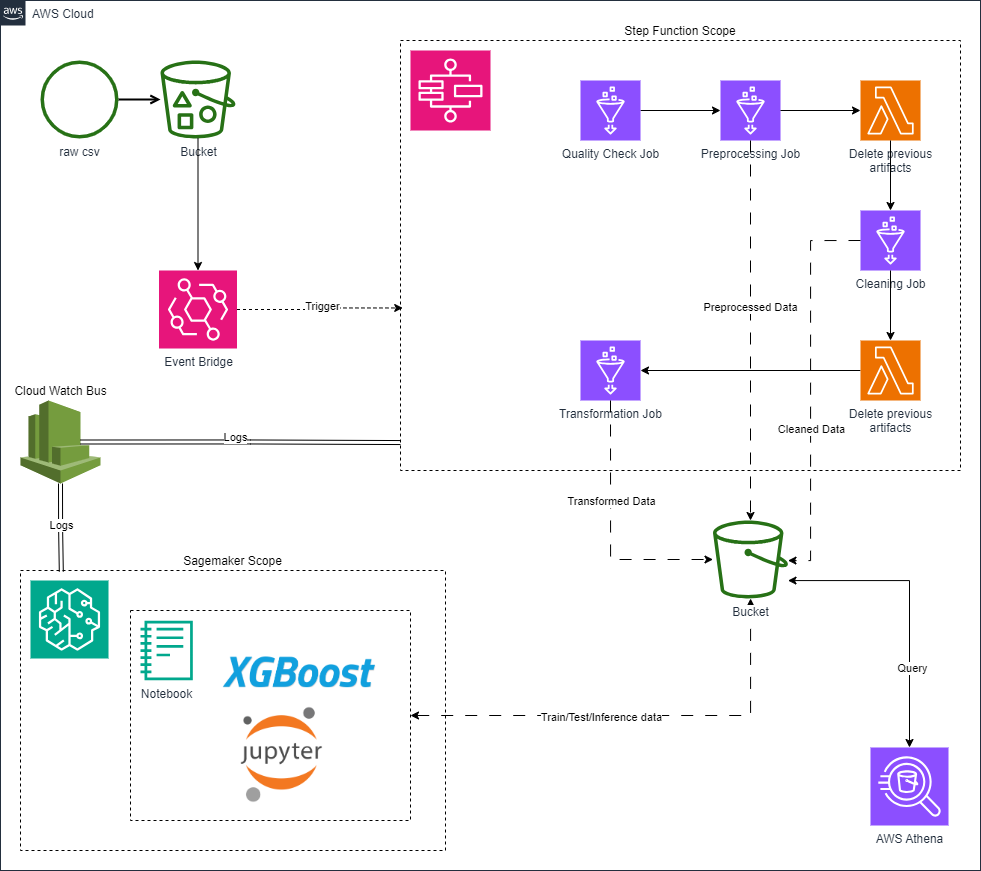 aws
AWS Cloud
Step Function Scope
raw csv
Bucket
Quality Check Job
Preprocessing Job
Delete previous
artifacts
Cleaning Job
Event Bridge
Trigger
Preprocessed Data
Cloud Watch Bus
Logs
Transformation Job
Delete previous
artifacts
Cleaned Data
Transformed Data
Logs
Sagemaker Scope
Bucket
Notebook
XGBoost
jupyter
Train/Test/Inference data
Query
AWS Athena